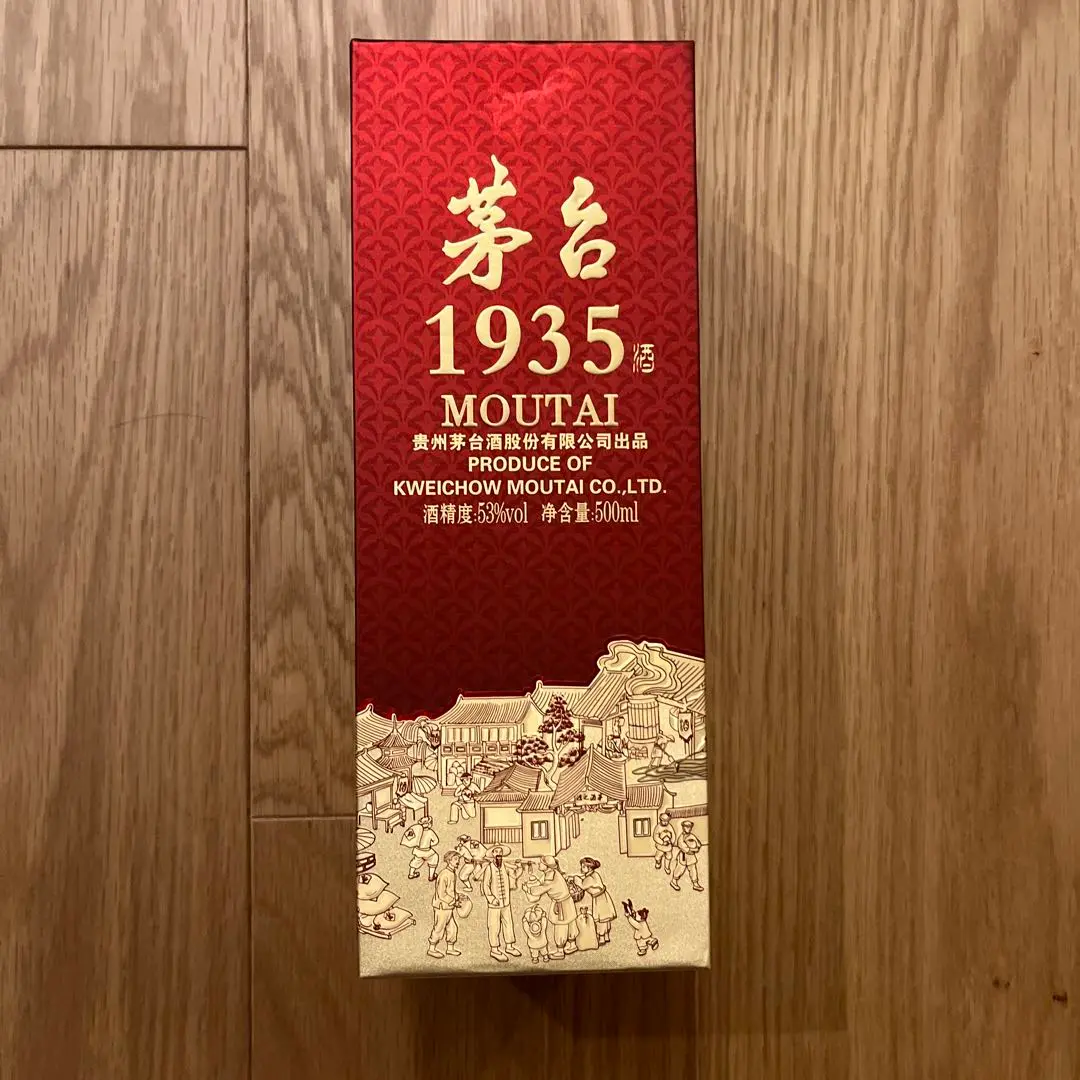 茅台
1935酒
MOUTAI
贵州茅台酒股份有限公司出品
PRODUCE OF
KWEICHOW MOUTAI CO.,LTD.
酒精度:53%vol 净含量:500ml